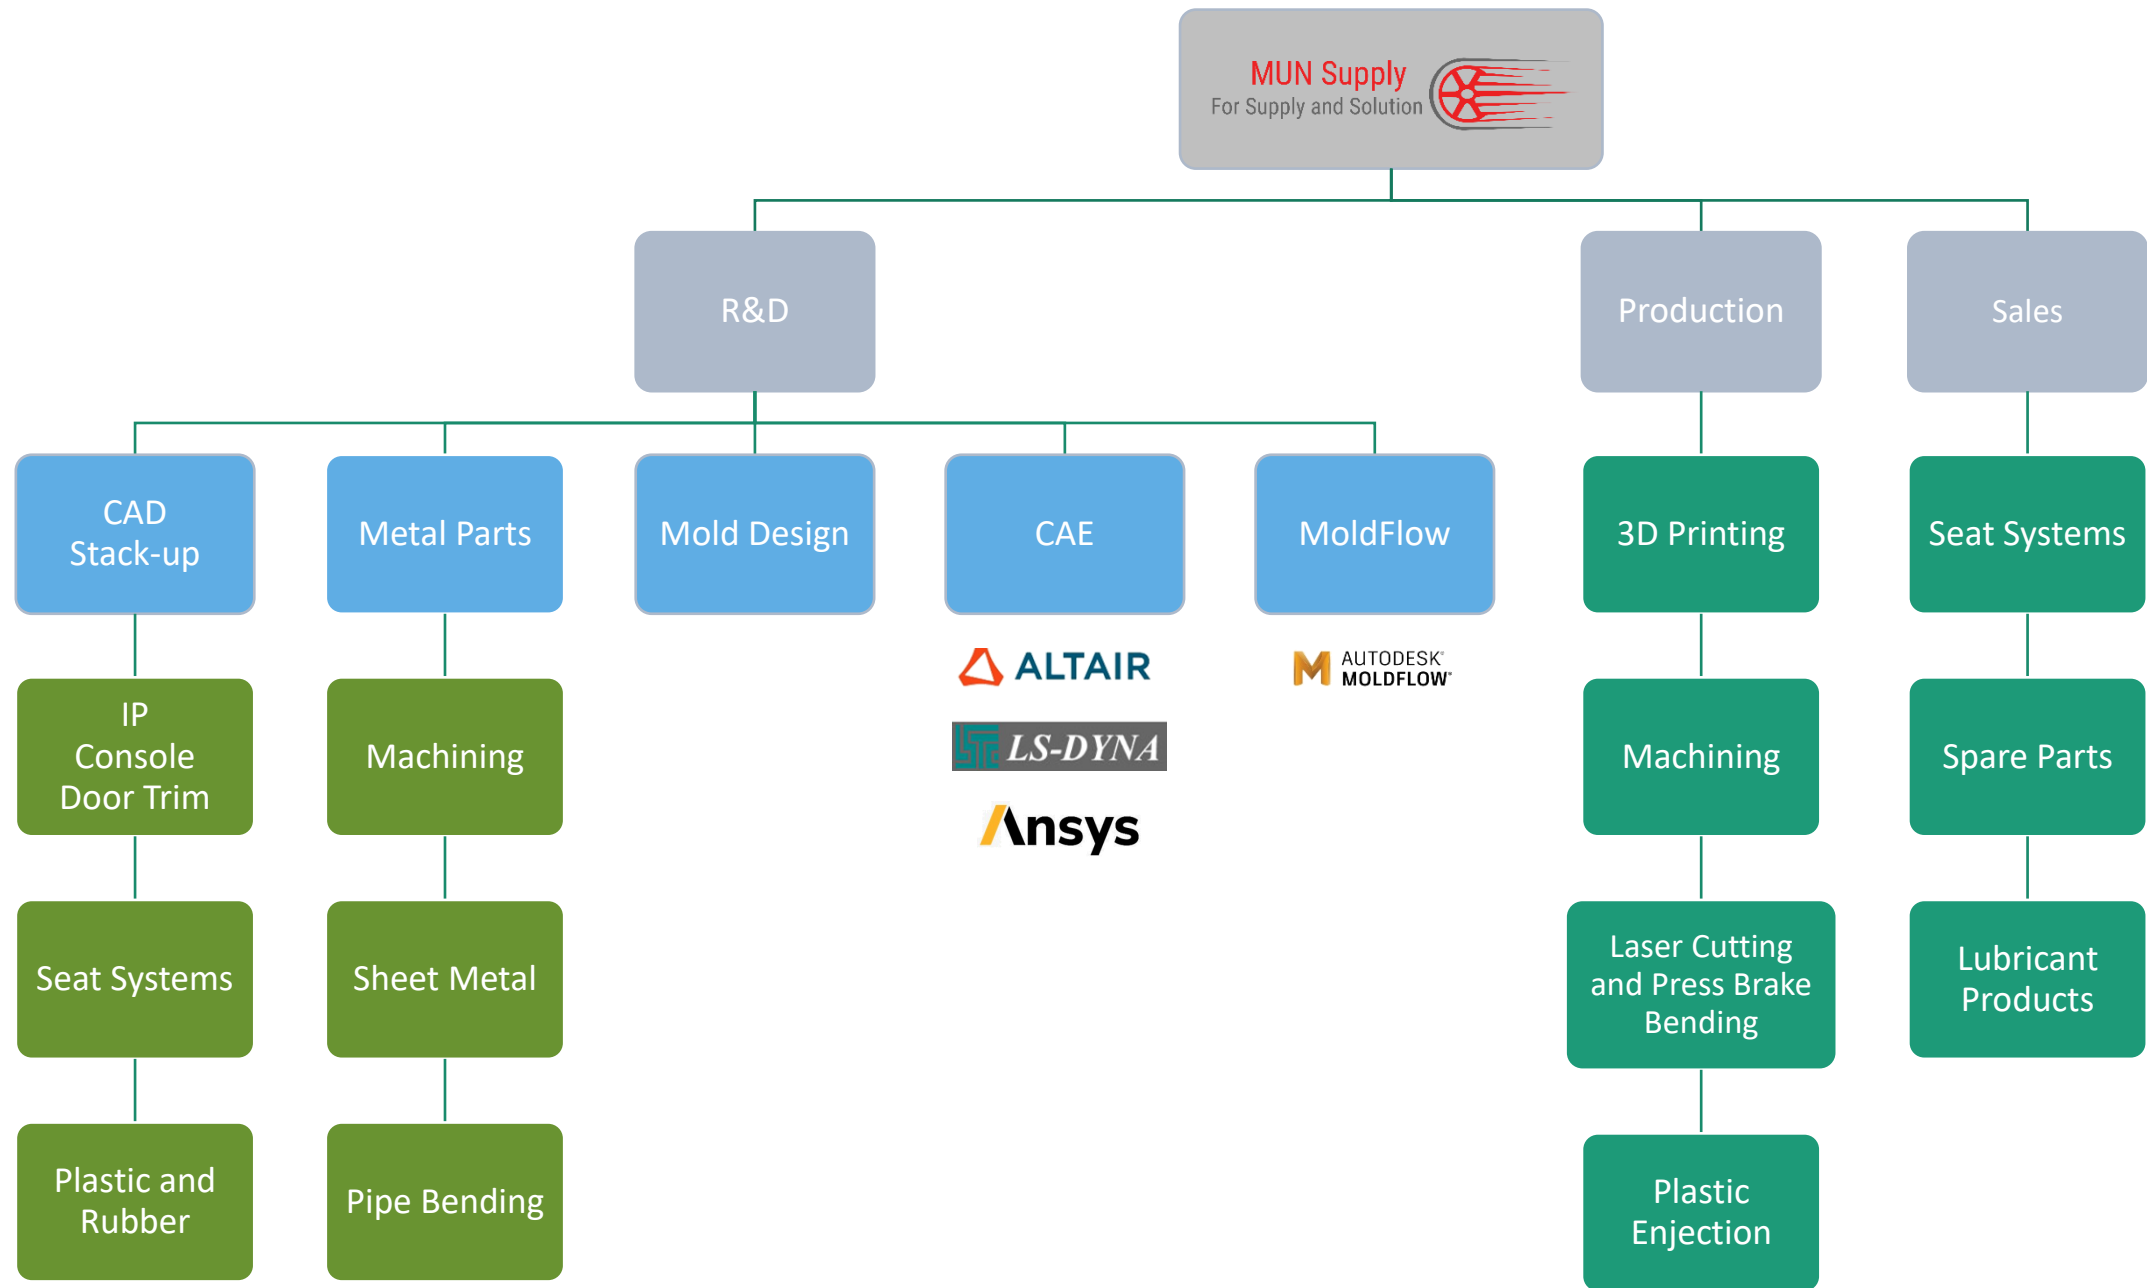 MUN Supply
For Supply and Solution
R&D
Production
Sales
CAD
Stack-up
Metal Parts
Mold Design
CAE
MoldFlow
3D Printing
Seat Systems
ALTAIR
LS-DYNA
Ansys
AUTODESK®
MOLDFLOW®
IP
Console
Door Trim
Machining
Machining
Spare Parts
Seat Systems
Sheet Metal
Laser Cutting
and Press Brake
Bending
Lubricant
Products
Plastic and
Rubber
Pipe Bending
Plastic
Enjection